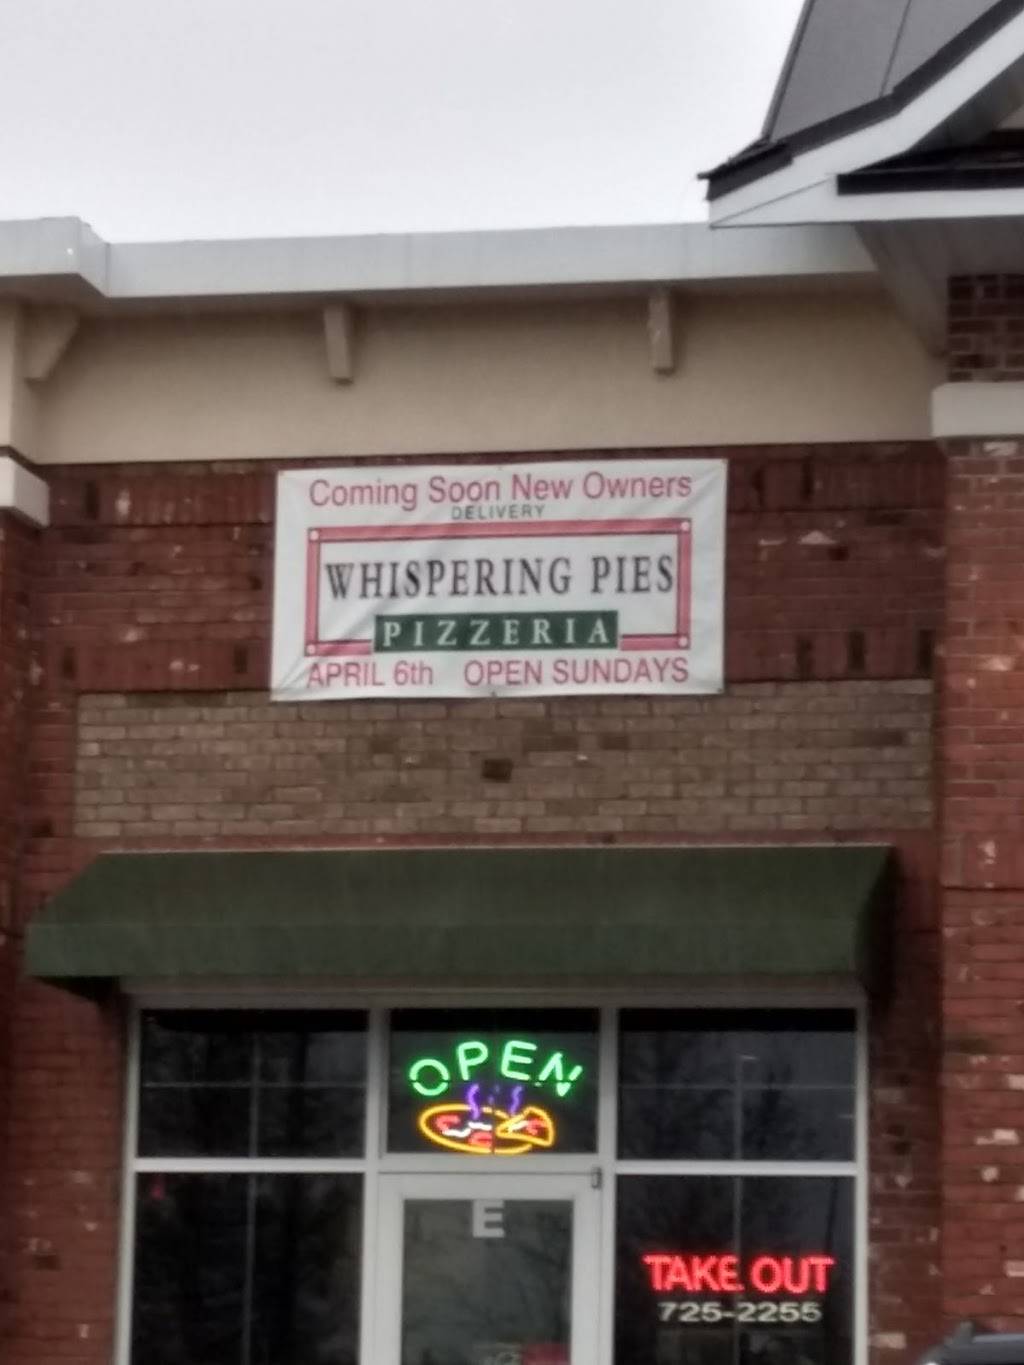 Coming Soon New Owners
DELIVERY
WHISPERING PIES
PIZZERIA
APRIL 6th OPEN SUNDAYS
OPEN
E
TAKE OUT
725-2255